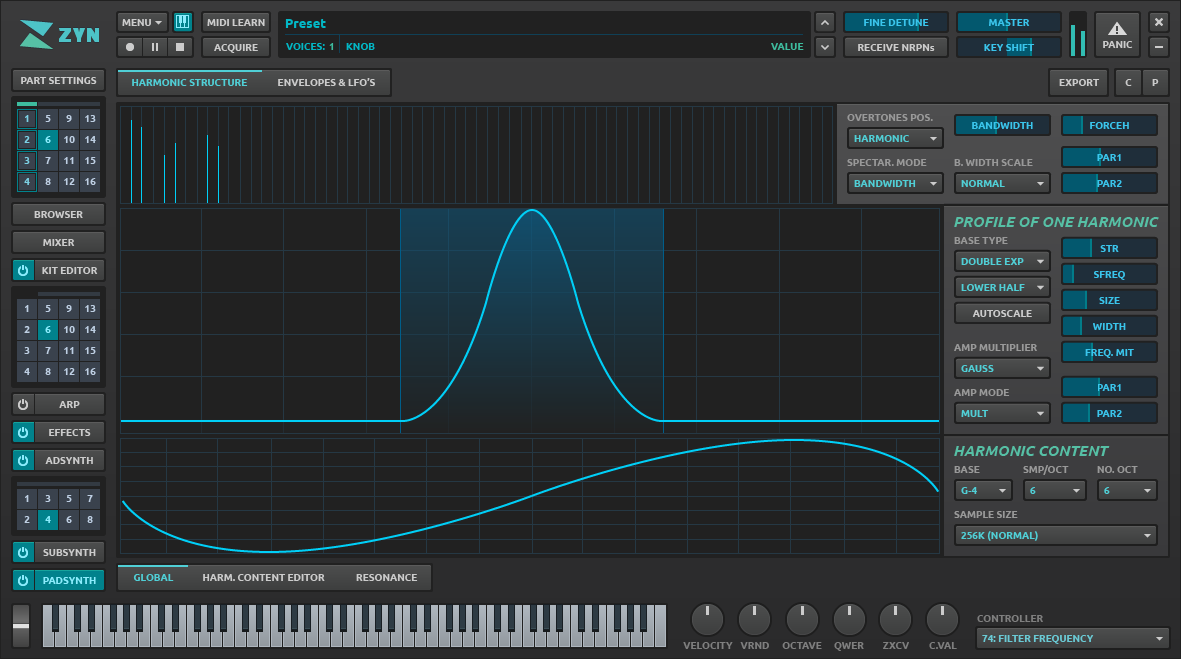 ZYN
MENU
MIDI LEARN
ACQUIRE
Preset
VOICES: 1 KNOB VALUE
FINE DETUNE
RECEIVE NRPNs
MASTER
KEY SHIFT
PANIC
PART SETTINGS
1 5 9 13
2 6 10 14
3 7 11 15
4 8 12 16
BROWSER
MIXER
KIT EDITOR
1 5 9 13
2 6 10 14
3 7 11 15
4 8 12 16
ARP
EFFECTS
ADSYNTH
1 3 5 7
2 4 6 8
SUBSYNTH
PADSYNTH
HARMONIC STRUCTURE ENVELOPES & LFO'S
EXPORT C P
OVERTONES POS.
HARMONIC
BANDWIDTH FORCEH
PAR1
SPECTAR. MODE B. WIDTH SCALE
BANDWIDTH NORMAL PAR2
PROFILE OF ONE HARMONIC
BASE TYPE
STR
DOUBLE EXP
SFREQ
LOWER HALF
SIZE
AUTOSCALE
WIDTH
AMP MULTIPLIER
FREQ. MIT
GAUSS
PAR1
AMP MODE
MULT PAR2
HARMONIC CONTENT
BASE SMP/OCT NO. OCT
G-4 6 6
SAMPLE SIZE
256K (NORMAL)
GLOBAL HARM. CONTENT EDITOR RESONANCE
VELOCITY VRND OCTAVE QWER ZXCV C.VAL
CONTROLLER
74: FILTER FREQUENCY